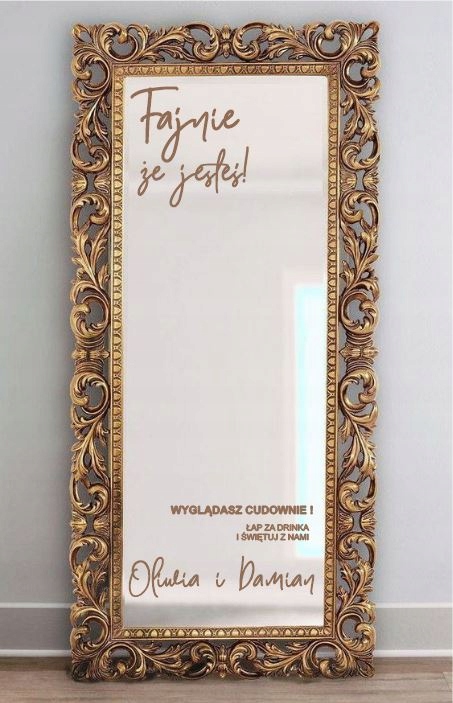 Fajnie
że jesteś!
WYGLĄDASZ CUDOWNIE !
ŁAP ZA DRINKA
I ŚWIĘTUJ Z NAMI
Oliwia i Damian